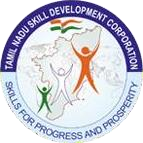 TAMIL NADU SKILL DEVELOPMENT CORPORATION
SKILLS FOR PROGRESS AND PROSPERITY